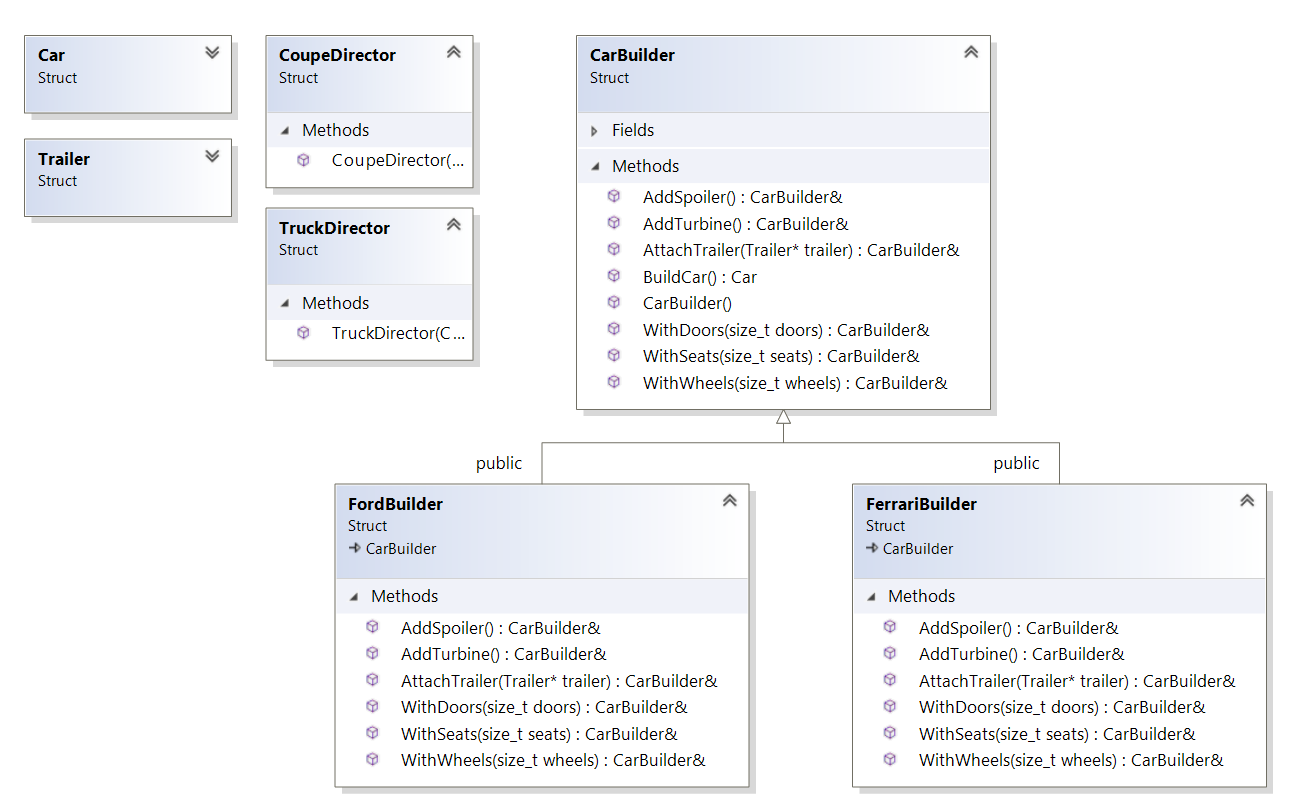 Car
Struct
Trailer
Struct
CoupeDirector
Struct
Methods
CoupeDirector(...
TruckDirector
Struct
Methods
TruckDirector(C...
CarBuilder
Struct
Fields
Methods
AddSpoiler() : CarBuilder&
AddTurbine() : CarBuilder&
AttachTrailer(Trailer* trailer) : CarBuilder&
BuildCar() : Car
CarBuilder()
WithDoors(size_t doors) : CarBuilder&
WithSeats(size_t seats) : CarBuilder&
WithWheels(size_t wheels) : CarBuilder&
public
public
FordBuilder
Struct
CarBuilder
Methods
AddSpoiler() : CarBuilder&
AddTurbine() : CarBuilder&
AttachTrailer(Trailer* trailer) : CarBuilder&
WithDoors(size_t doors) : CarBuilder&
WithSeats(size_t seats) : CarBuilder&
WithWheels(size_t wheels) : CarBuilder&
FerrariBuilder
Struct
CarBuilder
Methods
AddSpoiler() : CarBuilder&
AddTurbine() : CarBuilder&
AttachTrailer(Trailer* trailer) : CarBuilder&
WithDoors(size_t doors) : CarBuilder&
WithSeats(size_t seats) : CarBuilder&
WithWheels(size_t wheels) : CarBuilder&